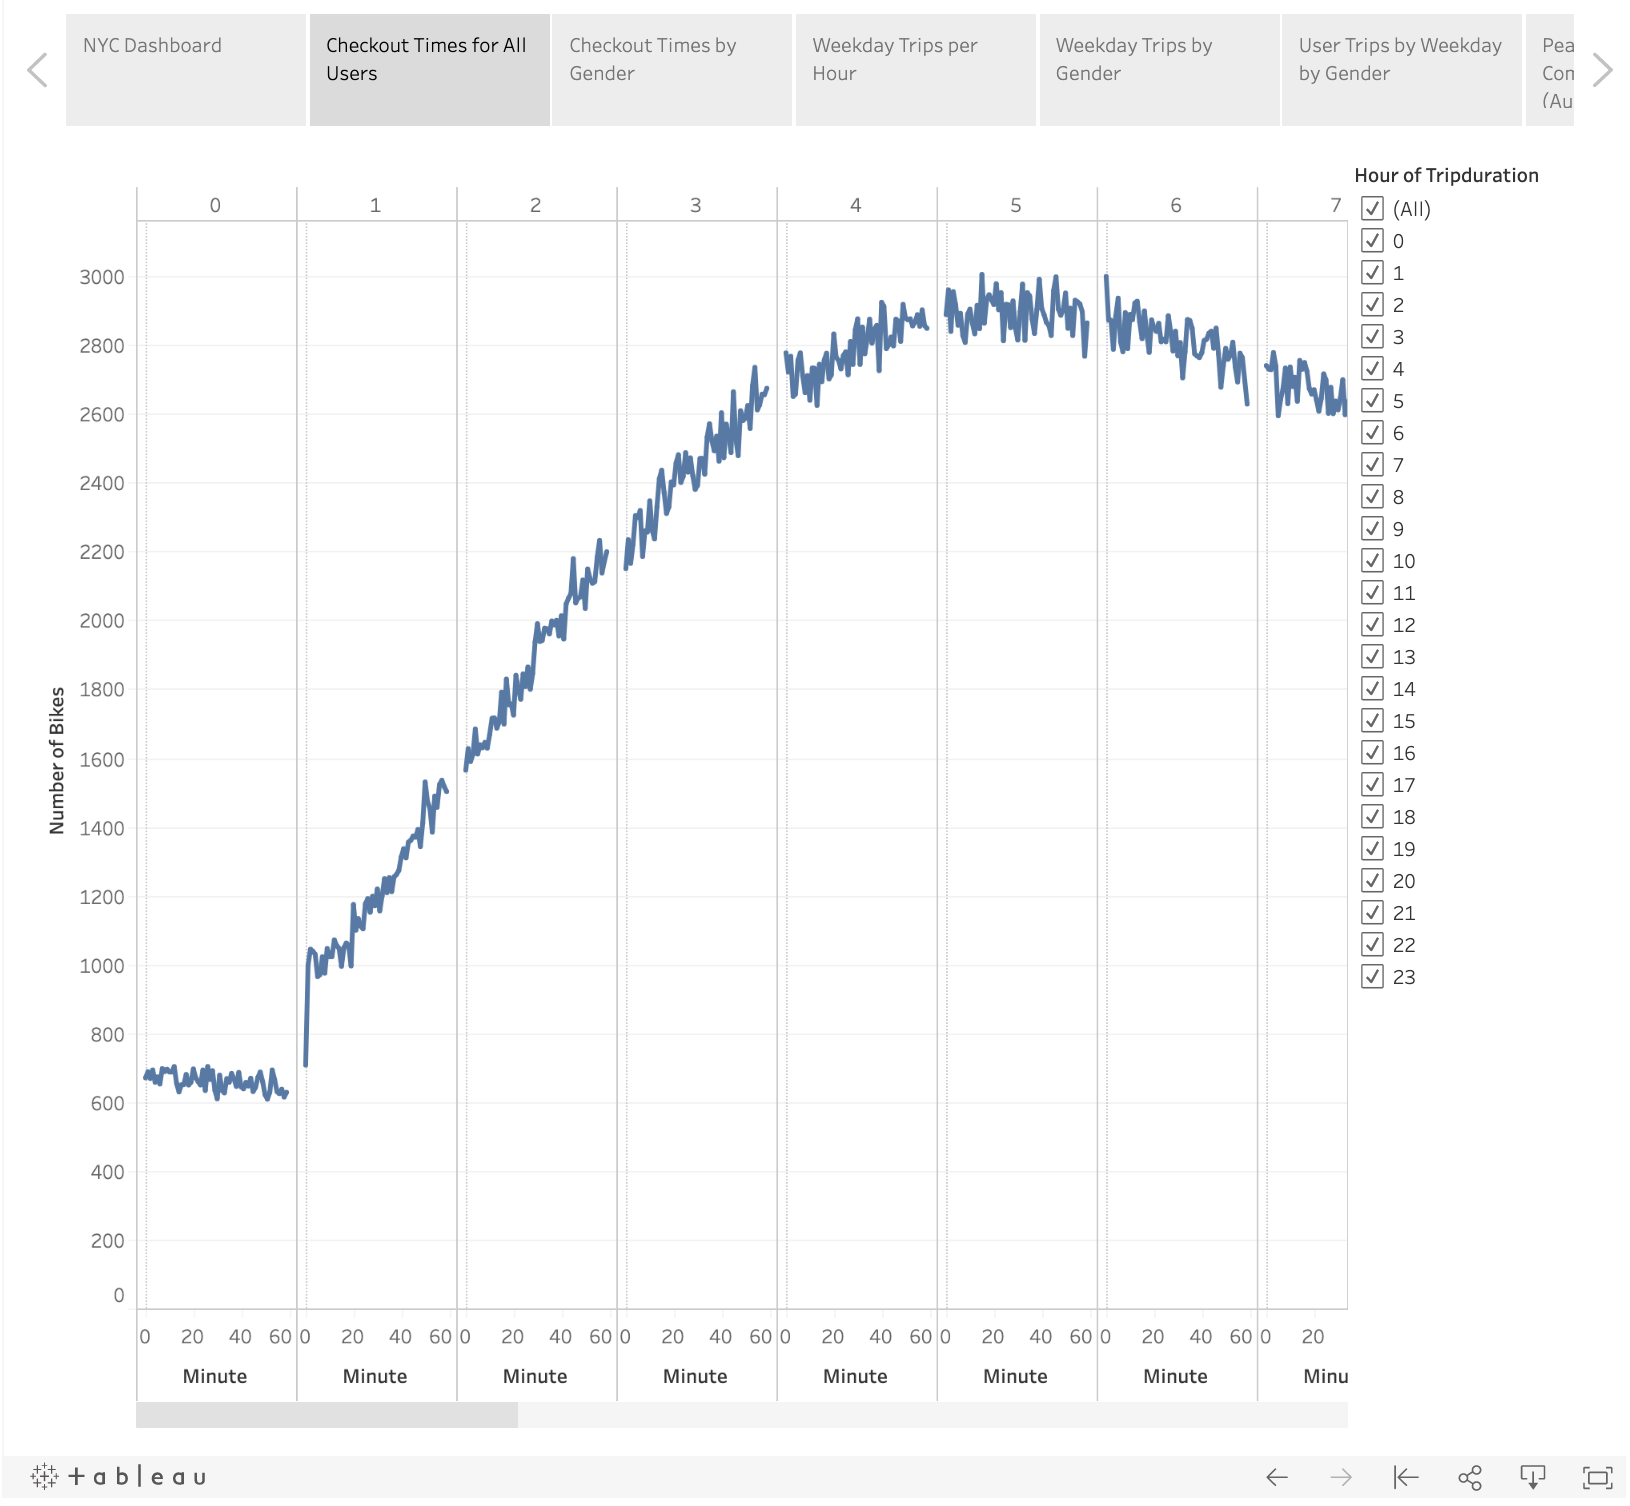 NYC Dashboard
Checkout Times for All
Users
Checkout Times by
Gender
Weekday Trips per
Hour
Weekday Trips by
Gender
User Trips by Weekday
by Gender
Pea
Con
(Au
Hour of Tripduration
(All)
0
1
2
3
4
5
6
7
8
9
10
11
12
13
14
15
16
17
18
19
20
21
22
23
0 1 2 3 4 5 6 7
Number of Bikes
3000
2800
2600
2400
2200
2000
1800
1600
1400
1200
1000
800
600
400
200
0
0 20 40 60 0 20 40 60 0 20 40 60 0 20 40 60 0 20 40 60 0 20 40 60 0 20 40 60 0 20
Minute Minute Minute Minute Minute Minute Minute Minu
+ableau